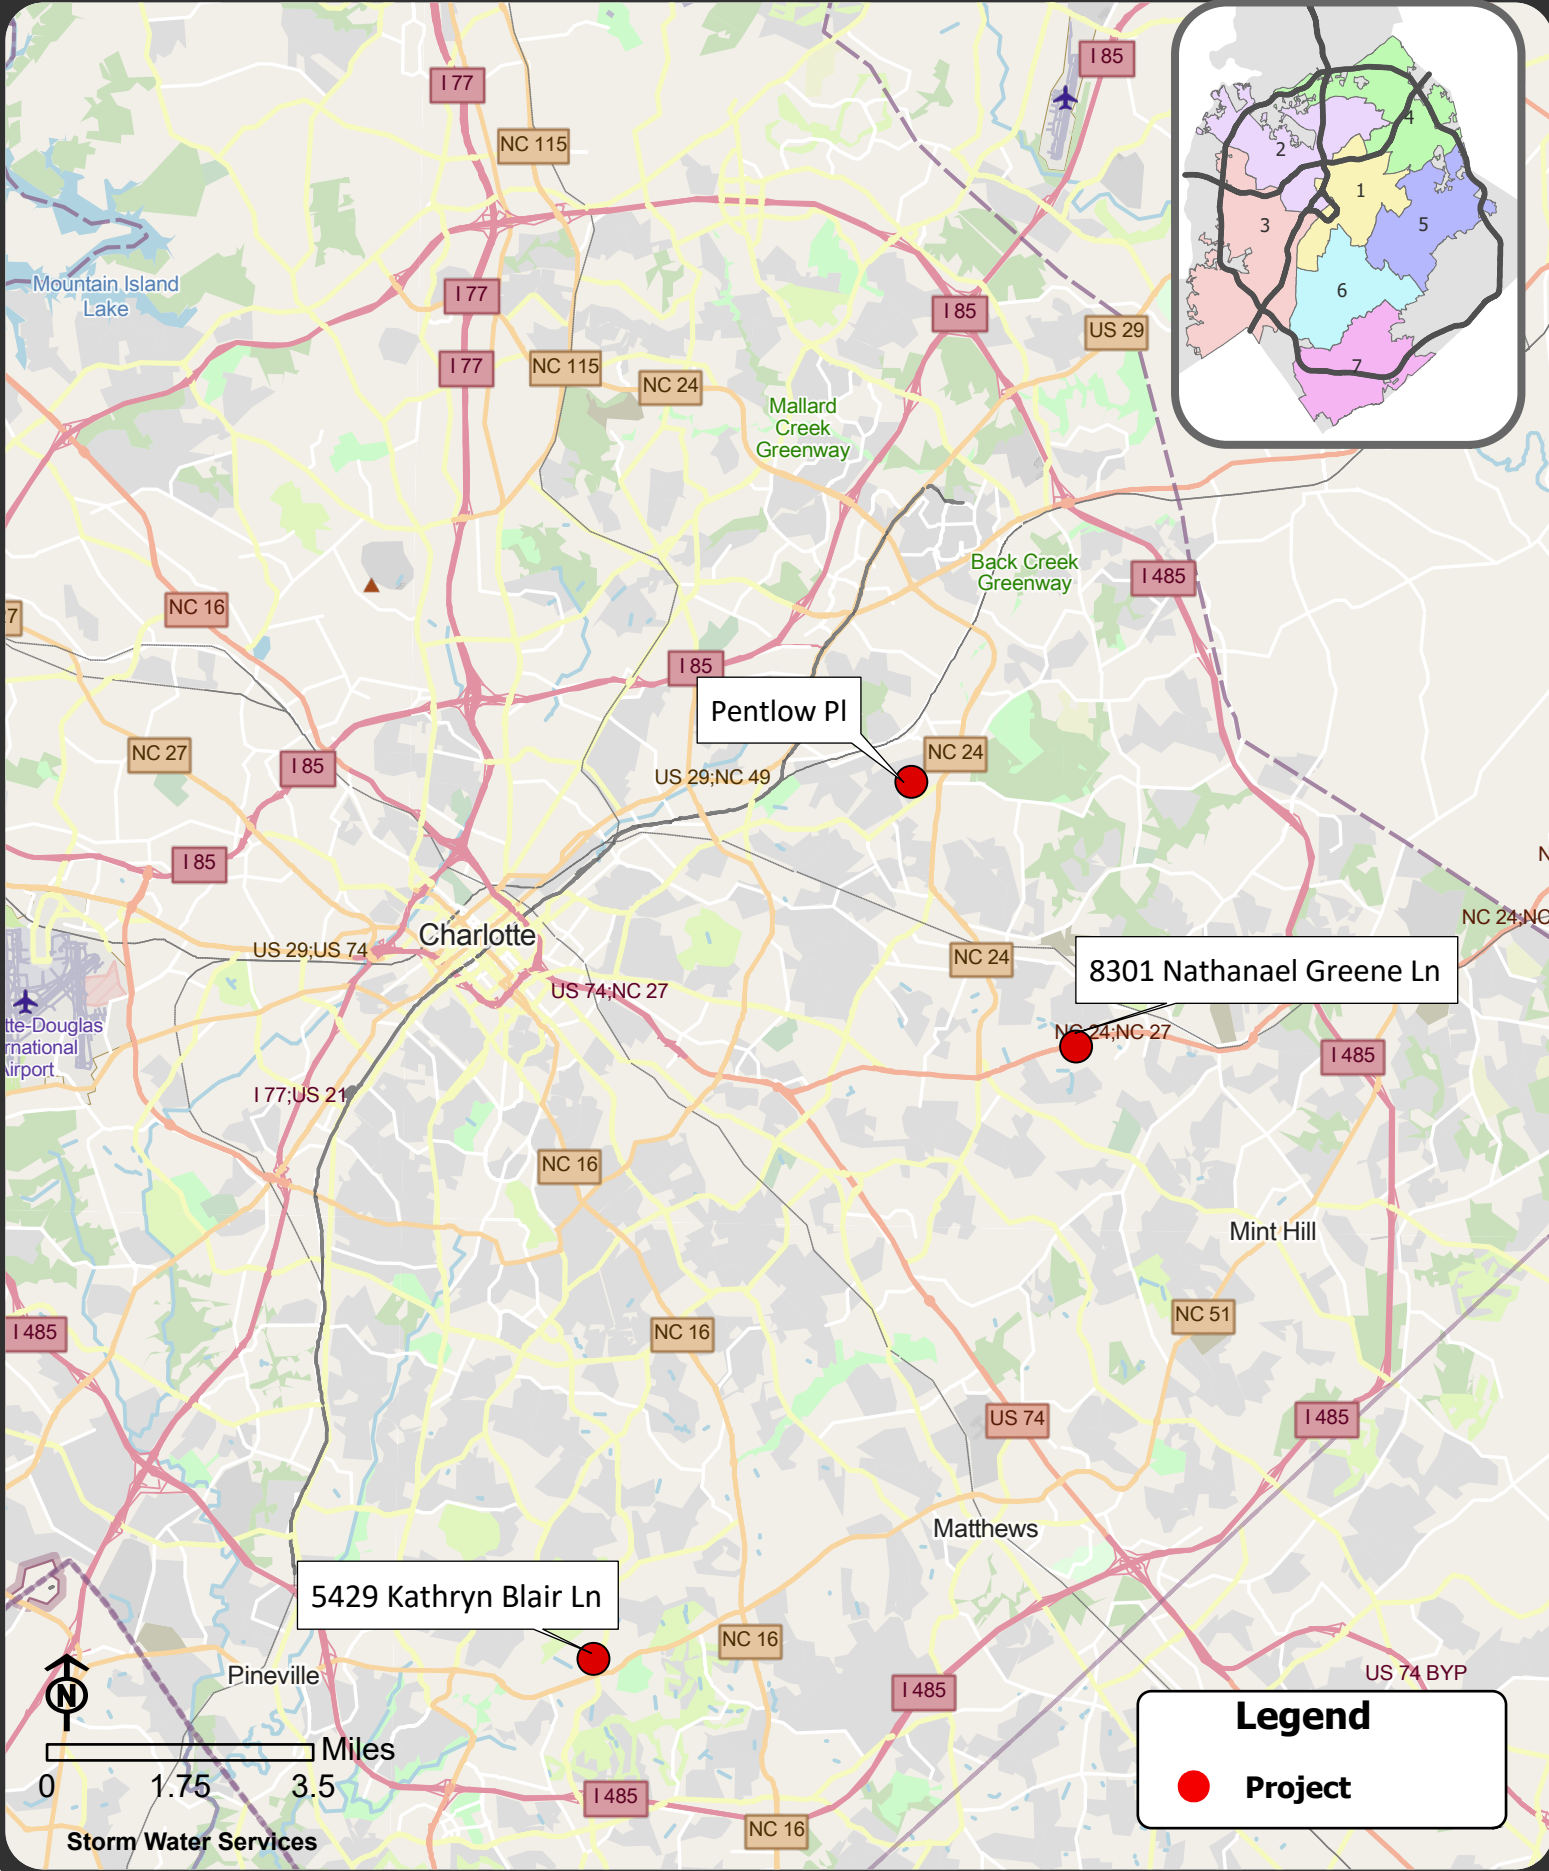 I 77
I 85
NC 115
4
2
1
3
5
6
7
Mountain Island
Lake
I 77
I 85
US 29
I 77
NC 115
NC 24
Mallard
Creek
Greenway
Back Creek
Greenway
I 485
NC 16
I 85
Pentlow Pl
NC 27
I 85
US 29;NC 49
NC 24
I 85
NC 24;NC
Charlotte
US 29;US 74
NC 24
8301 Nathanael Greene Ln
US 74;NC 27
tte-Douglas
rnational
Airport
NC 24;NC 27
I 485
I 77;US 21
NC 16
Mint Hill
I 485
NC 16
NC 51
US 74
I 485
Matthews
5429 Kathryn Blair Ln
NC 16
Pineville
US 74 BYP
I 485
N
Miles
0 1.75 3.5
I 485
NC 16
Legend
Project
Storm Water Services